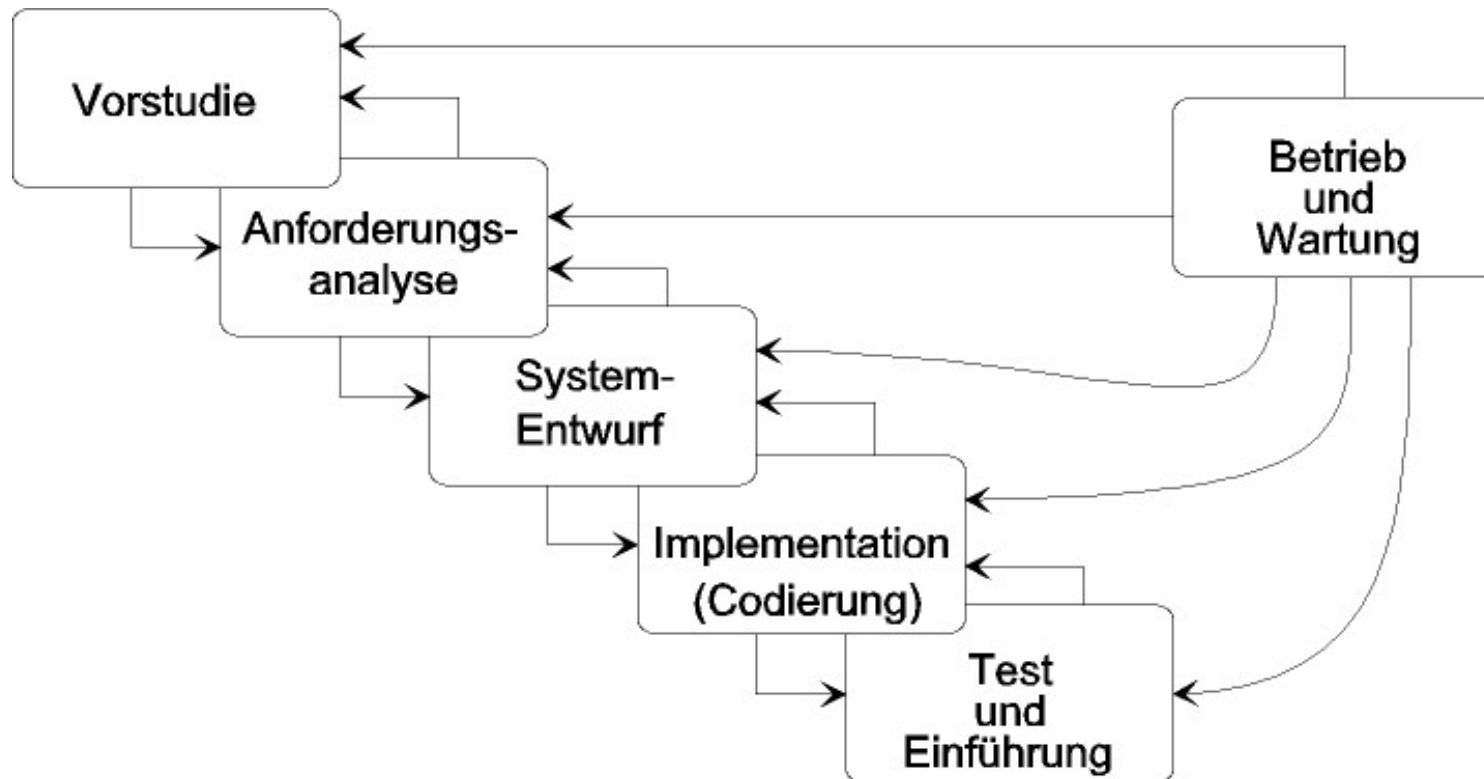 Vorstudie
Betrieb
und
Wartung
Anforderungs-
analyse
System-
Entwurf
Implementation
(Codierung)
Test
und
Einführung